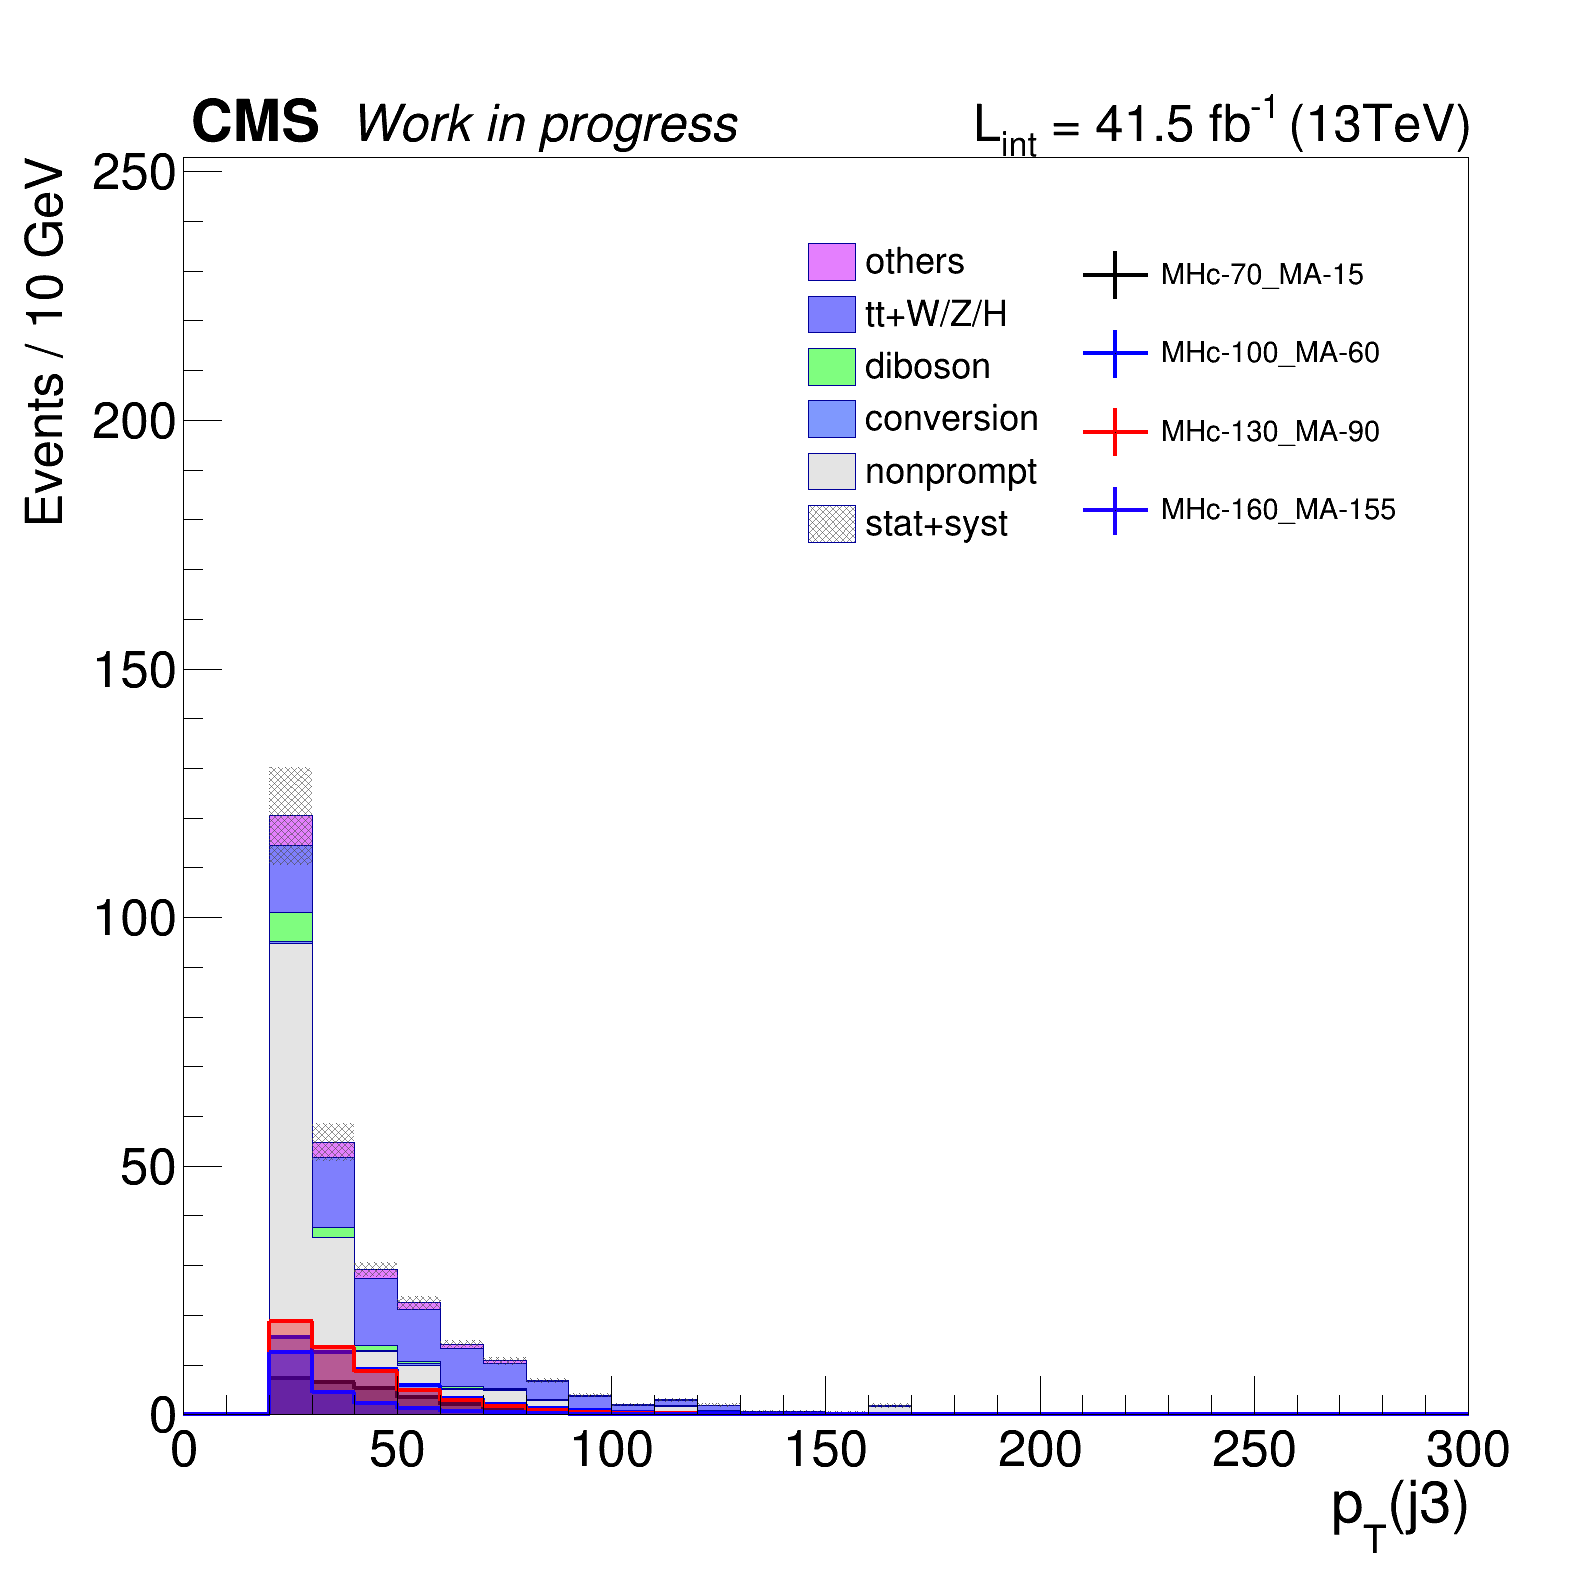 CMS Work in progress L_int = 41.5 fb^-1 (13TeV)
Events / 10 GeV
250
200
150
100
50
0
others
tt+W/Z/H
diboson
conversion
nonprompt
stat+syst
MHc-70_MA-15
MHc-100_MA-60
MHc-130_MA-90
MHc-160_MA-155
0 50 100 150 200 250 300
p_T(j3)